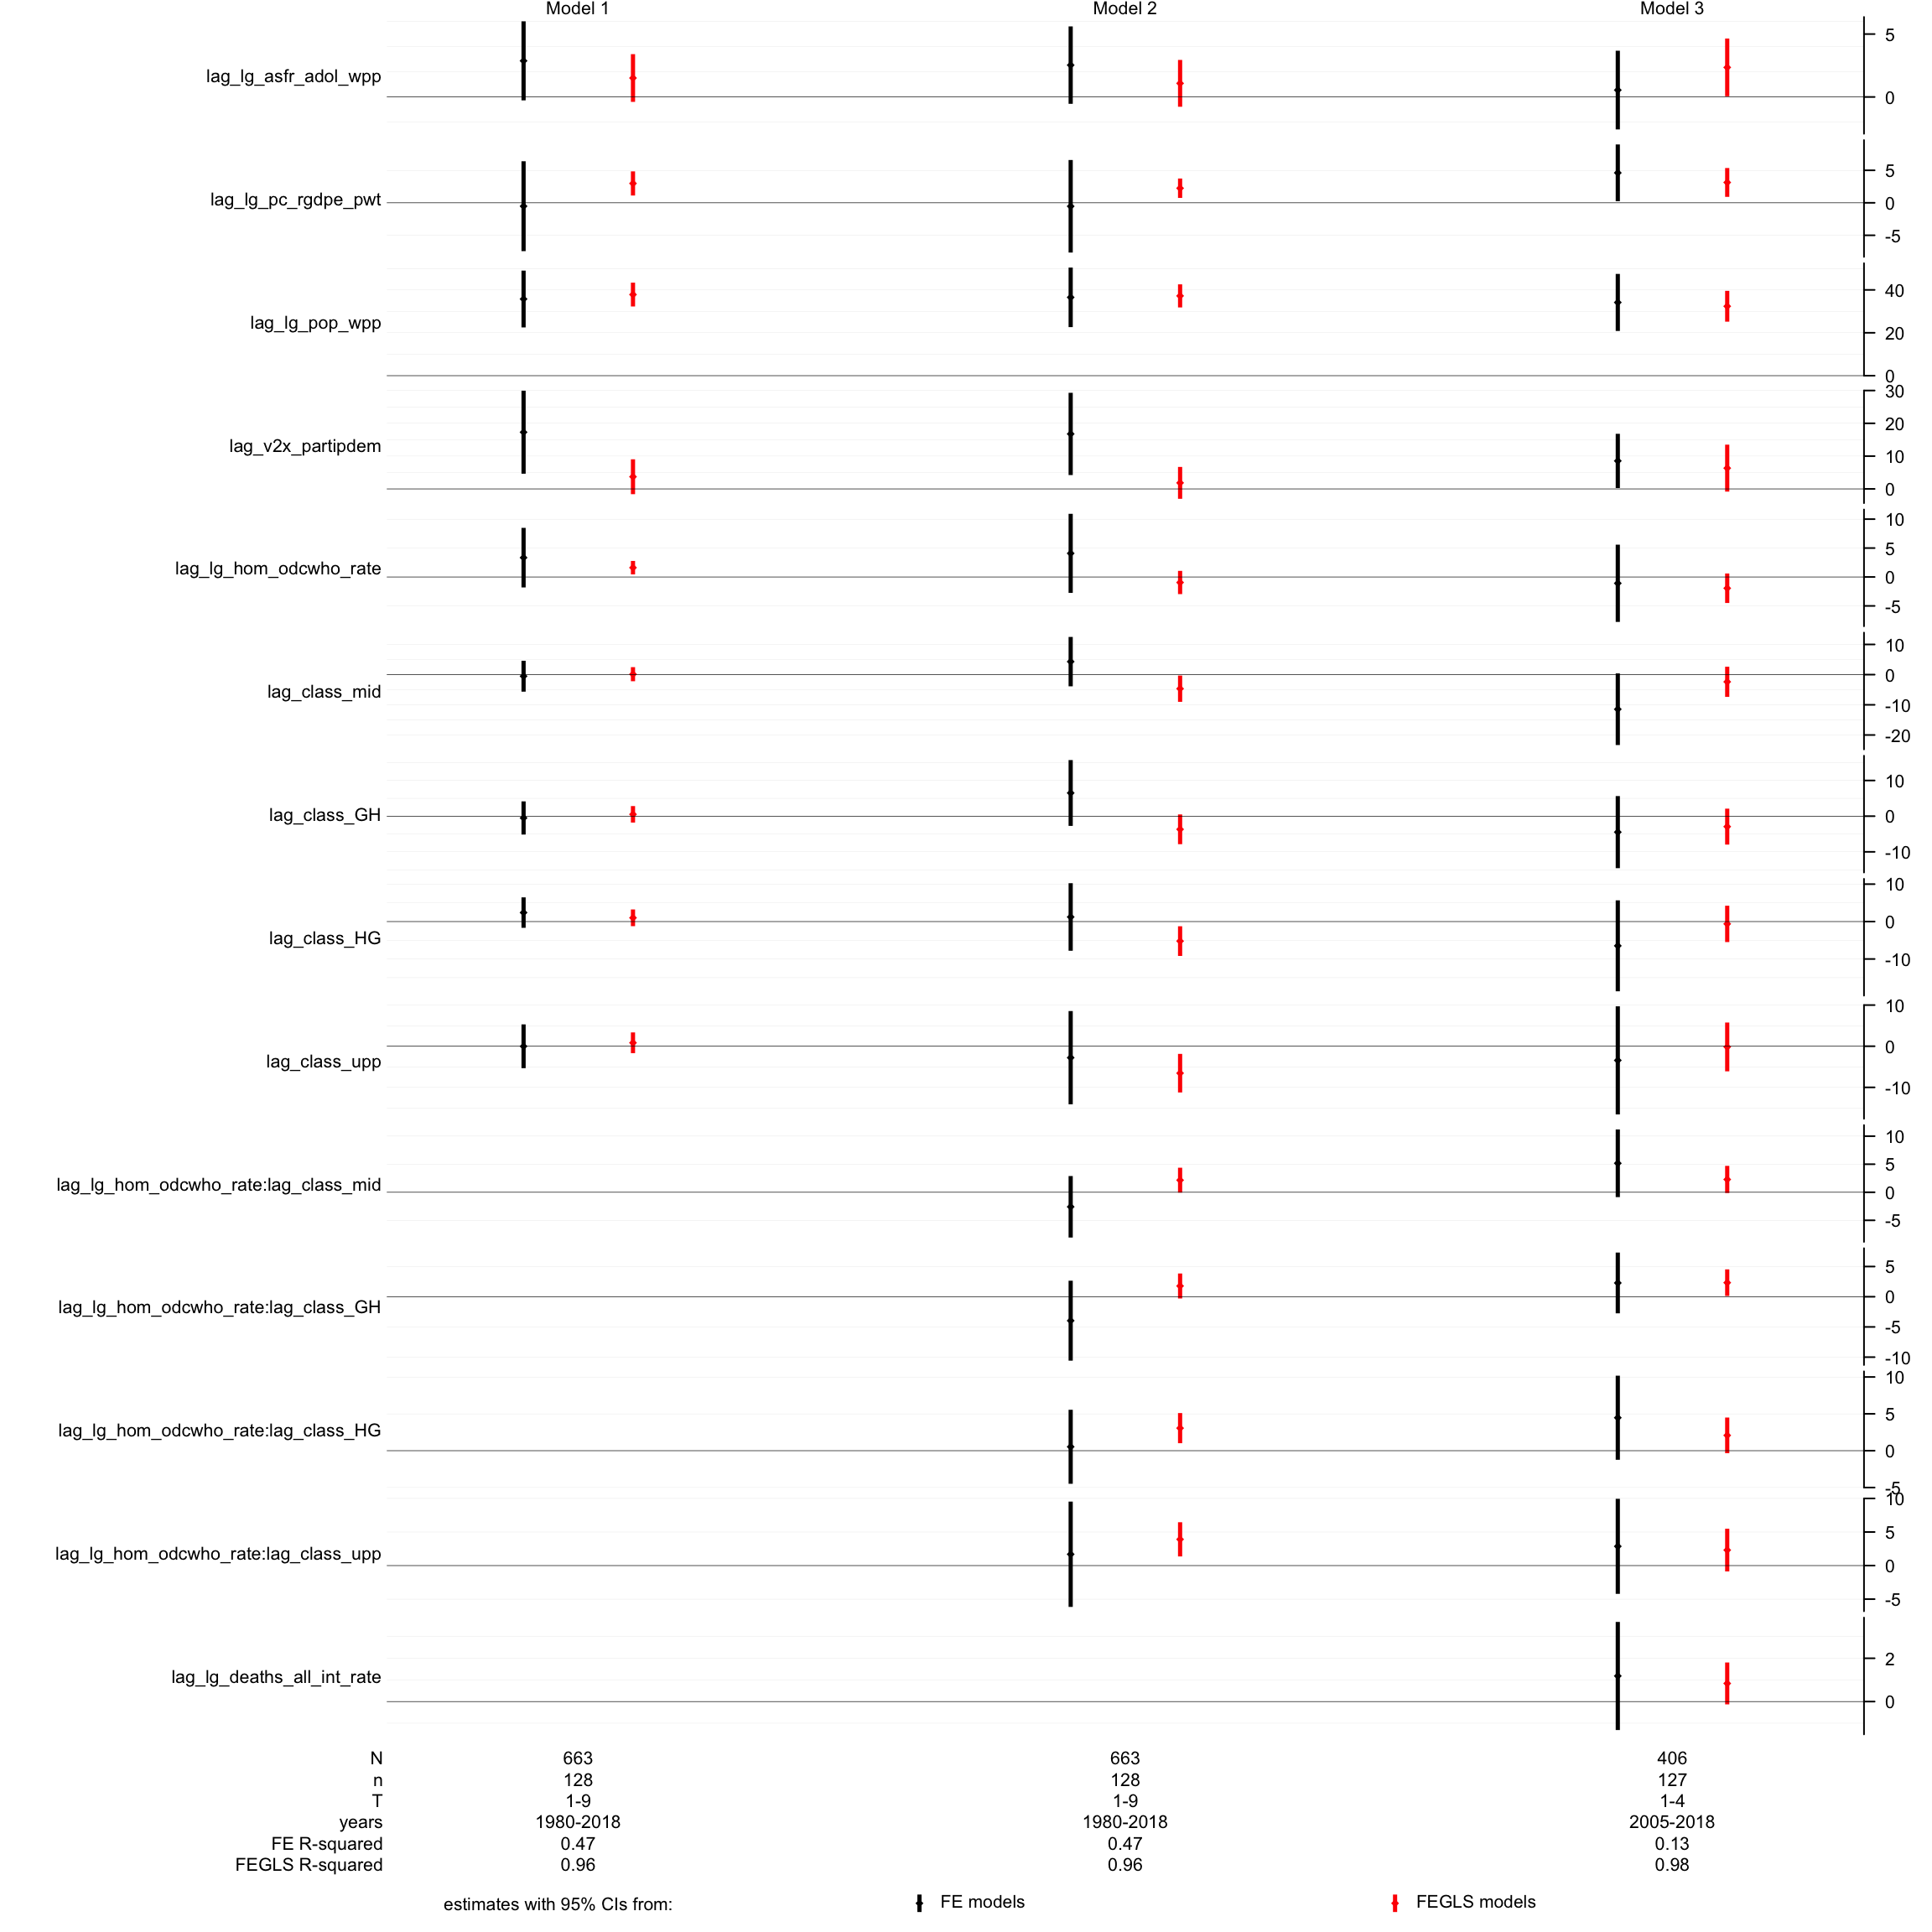 Model 1 Model 2 Model 3
lag_lg_asfr_adol_wpp
5
0
lag_lg_pc_rgdpe_pwt
5
0
-5
lag_lg_pop_wpp
40
20
0
lag_v2x_partipdem
30
20
10
0
lag_lg_hom_odcwho_rate
10
5
0
-5
lag_class_mid
10
0
-10
-20
lag_class_GH
10
0
-10
lag_class_HG
10
0
-10
lag_class_upp
10
0
-10
lag_lg_hom_odcwho_rate:lag_class_mid
10
5
0
-5
lag_lg_hom_odcwho_rate:lag_class_GH
5
0
-5
-10
lag_lg_hom_odcwho_rate:lag_class_HG
10
5
0
-5
lag_lg_hom_odcwho_rate:lag_class_upp
10
5
0
-5
lag_lg_deaths_all_int_rate
2
0
N 663 663 406
n 128 128 127
T 1-9 1-9 1-4
years 1980-2018 1980-2018 2005-2018
FE R-squared 0.47 0.47 0.13
FEGLS R-squared 0.96 0.96 0.98
estimates with 95% CIs from: FE models FEGLS models